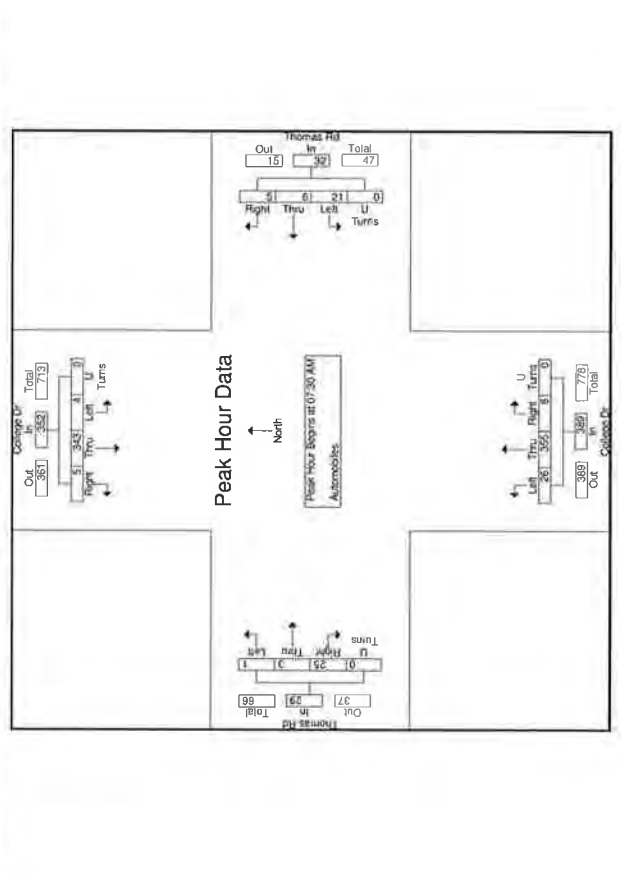 Thomas Rd
Out In Total
15 32 47
5 6 21 0
Right Thru Left U
Turns
College Dr
Out In Total
361 352 713
5 343 4 0
Right Thru Left U
Turns
Peak Hour Data
North
Peak Hour Begins at 07:30 AM
Automobiles
U
Left Thru Right Turns
26 355 8 0
389 389 778
Out In Total
College Dr
Turns
Left Thru Right U
1 3 25 0
66 29 37
Total In Out
Thomas Rd